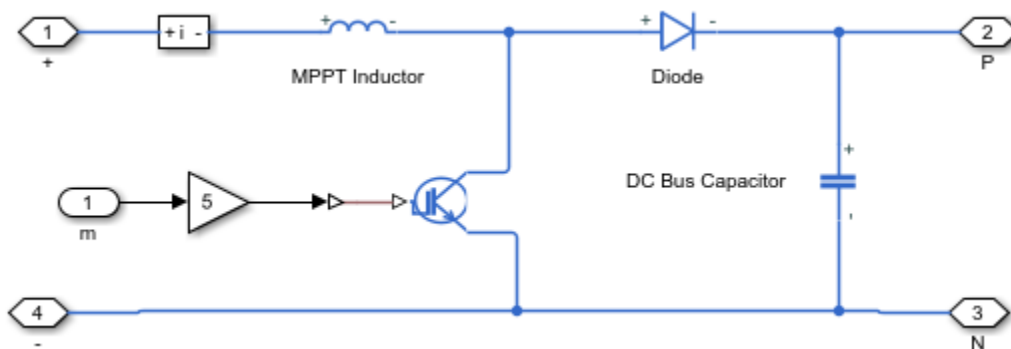 1
+
+ i -
+
-
MPPT Inductor
+
-
Diode
2
P
1
m
5
DC Bus Capacitor
+
-
4
-
3
N